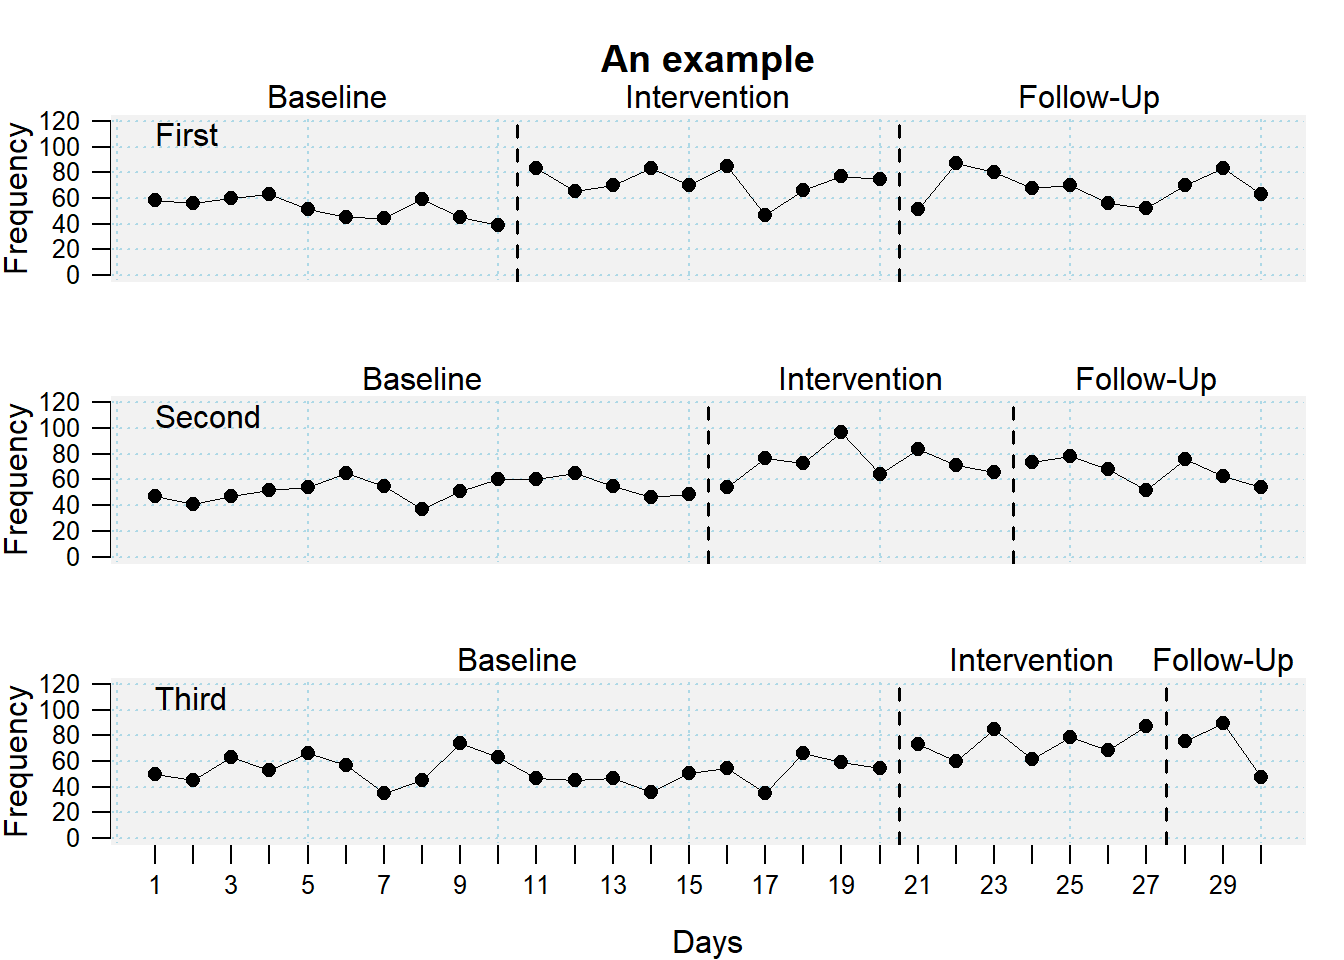 An example
Baseline Intervention Follow-Up
First
Frequency
120
100
80
60
40
20
0
Baseline Intervention Follow-Up
Second
Frequency
120
100
80
60
40
20
0
Baseline Intervention Follow-Up
Third
Frequency
120
100
80
60
40
20
0
1 3 5 7 9 11 13 15 17 19 21 23 25 27 29
Days